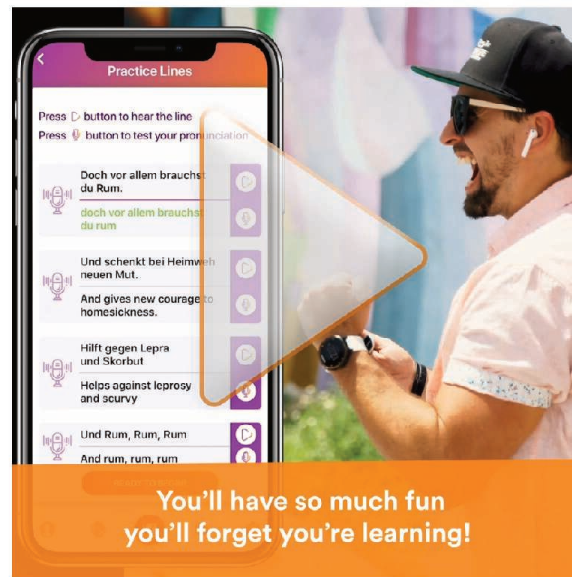 Practice Lines
Press ▷ button to hear the line
Press button to test your pronunciation
Doch vor allem brauchst
du Rum.
doch vor allem brauchst
du rum
Und schenkt bei Heimweh
neuen Mut.
And gives new courage to
homesickness.
Hilft gegen Lepra
und Skorbut
Helps against leprosy
and scurvy
Und Rum, Rum, Rum
And rum, rum, rum
You'll have so much fun
you'll forget you're learning!